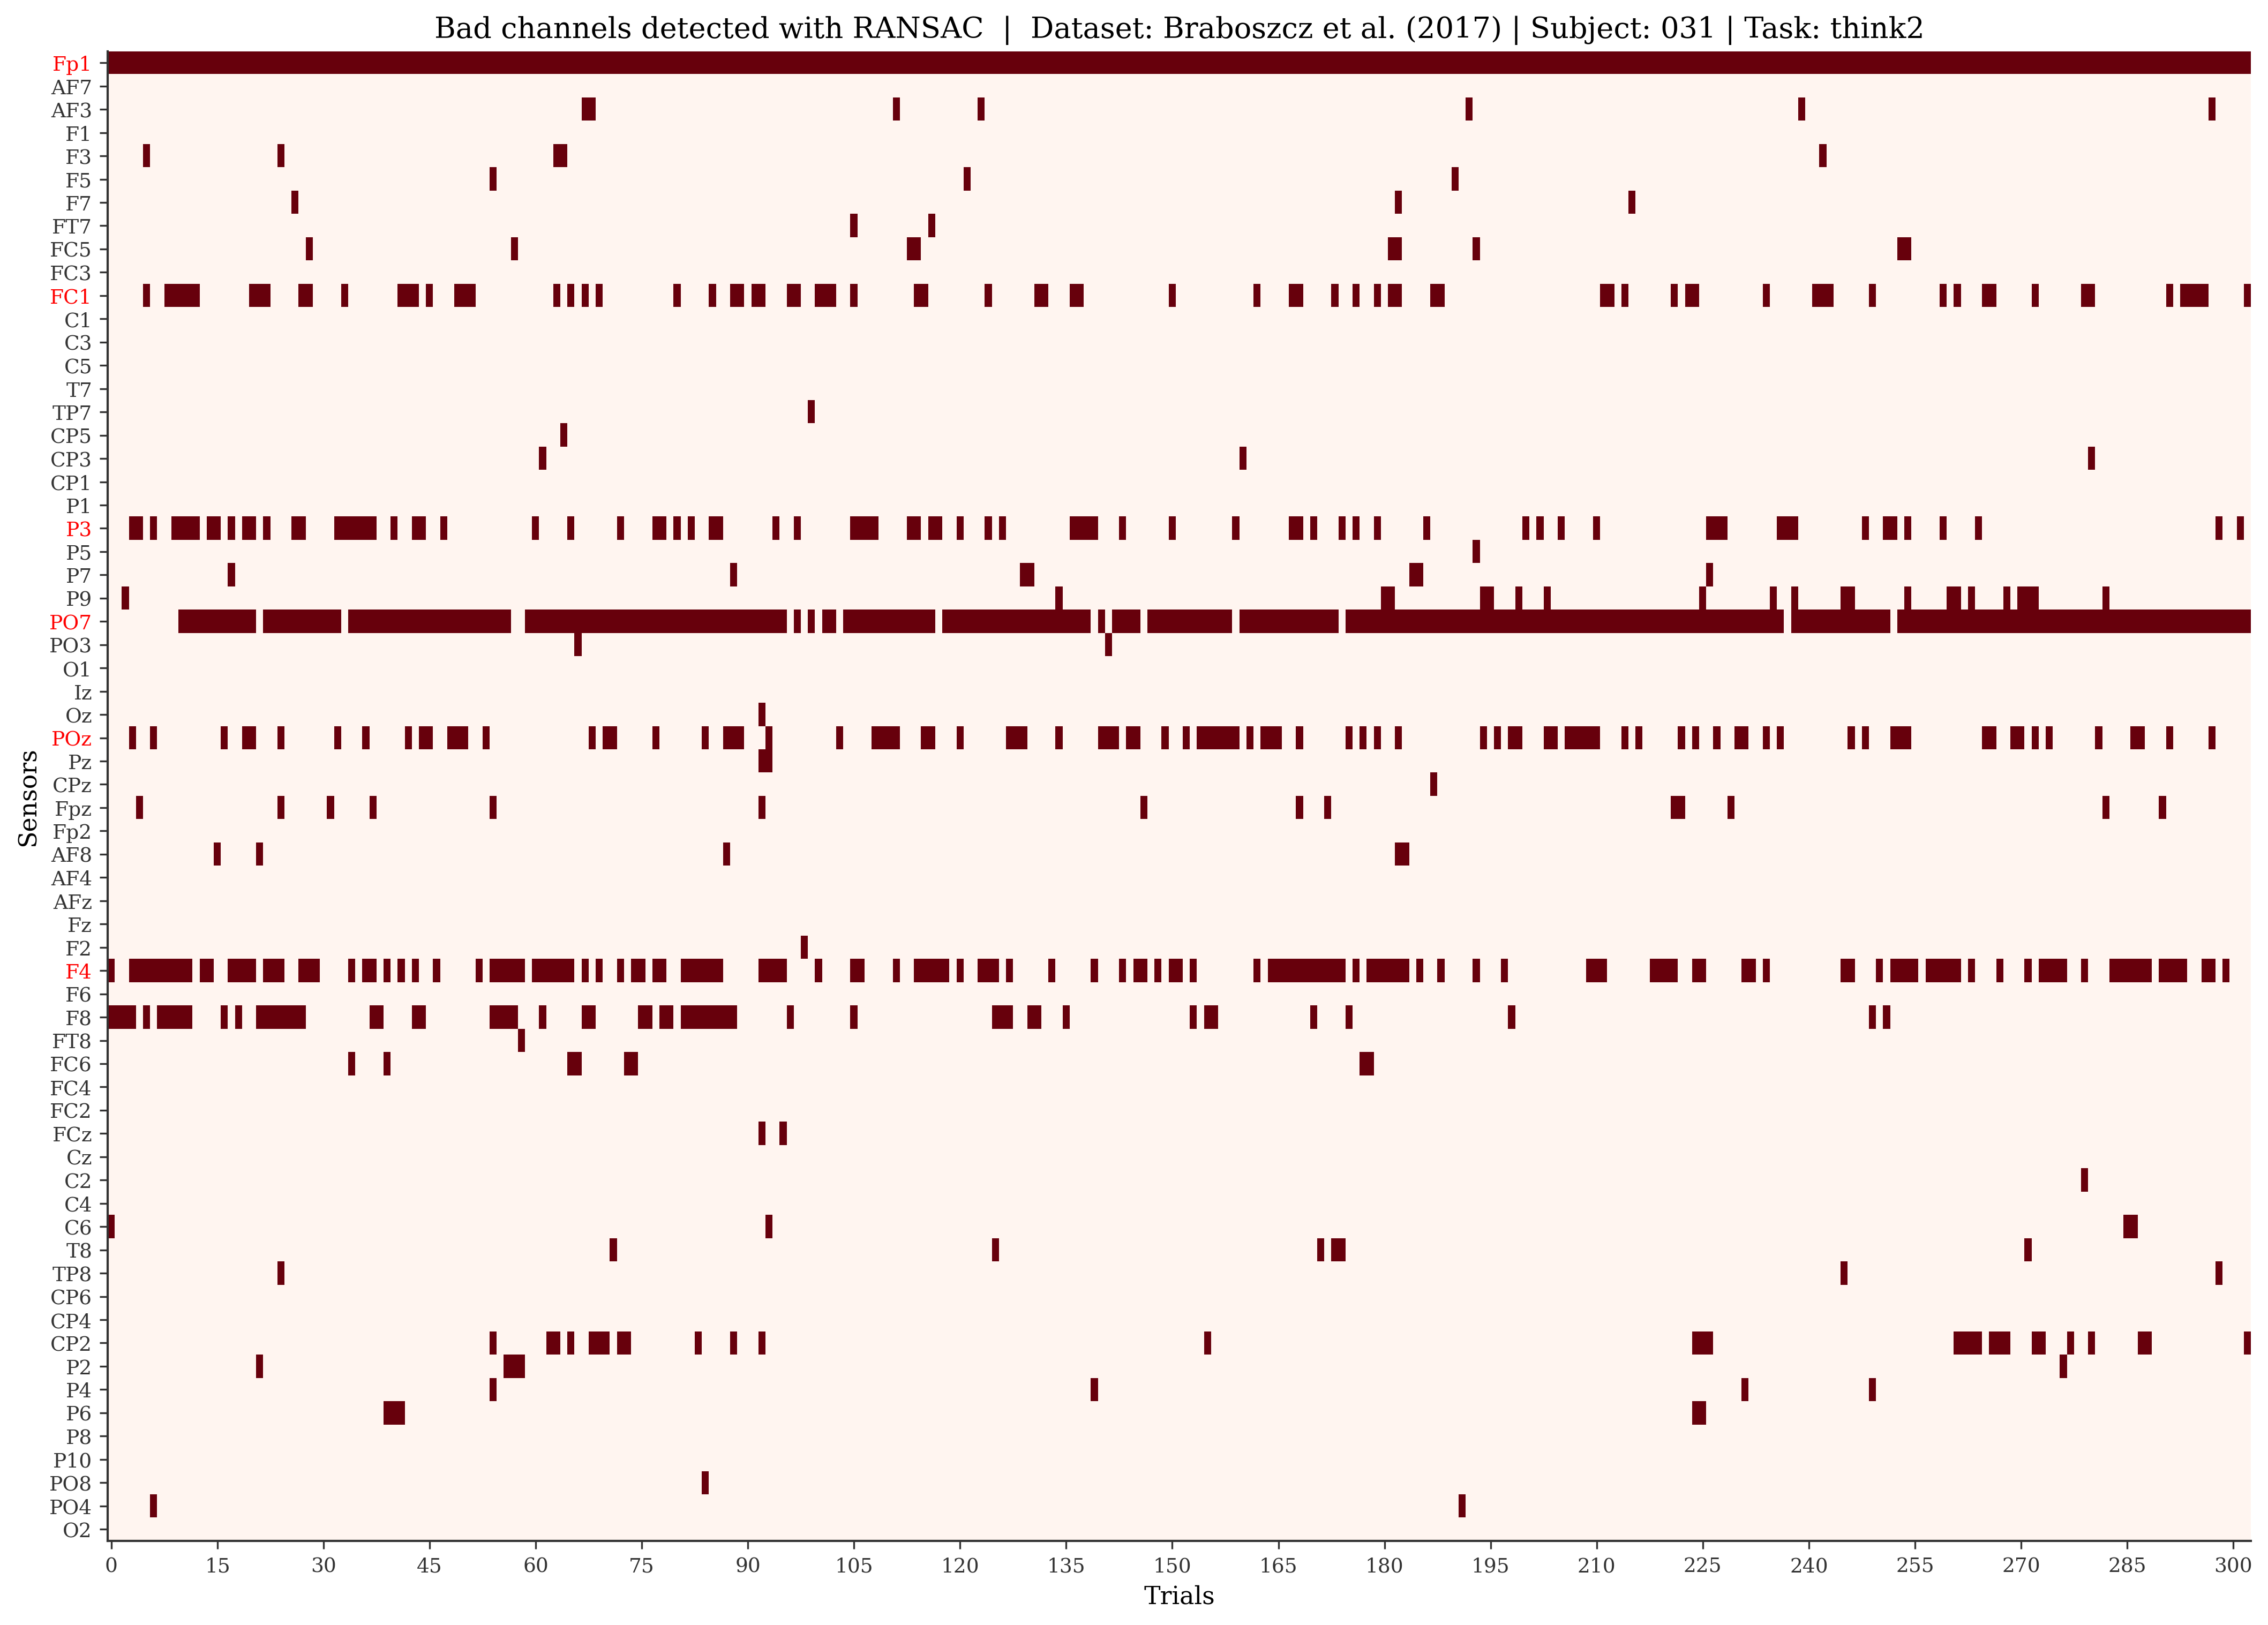 Bad channels detected with RANSAC | Dataset: Braboszcz et al. (2017) | Subject: 031 | Task: think2
Sensors
Fp1
AF7
AF3
F1
F3
F5
F7
FT7
FC5
FC3
FC1
C1
C3
C5
T7
TP7
CP5
CP3
CP1
P1
P3
P5
P7
P9
PO7
PO3
O1
Iz
Oz
POz
Pz
CPz
Fpz
Fp2
AF8
AF4
AFz
Fz
F2
F4
F6
F8
FT8
FC6
FC4
FC2
FCz
Cz
C2
C4
C6
T8
TP8
CP6
CP4
CP2
P2
P4
P6
P8
P10
PO8
PO4
O2
0 15 30 45 60 75 90 105 120 135 150 165 180 195 210 225 240 255 270 285 300
Trials